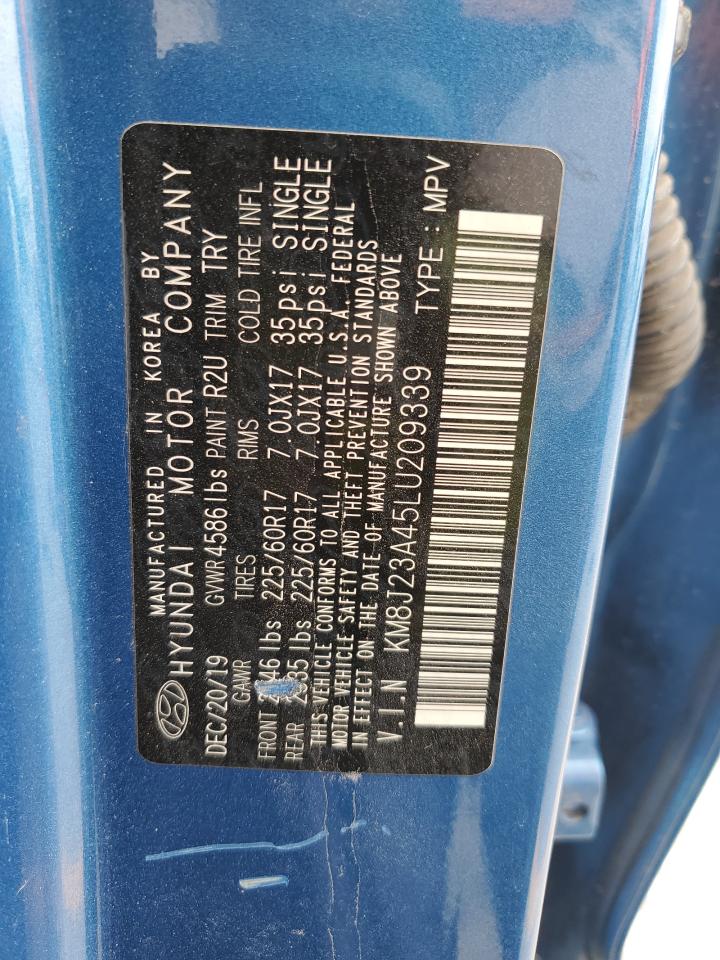 MANUFACTURED IN KOREA BY
HYUNDAI MOTOR COMPANY
DEC/20/19 GVWR 4586lbs PAINT R2U TRIM TRY
GAWR TIRES RMS COLD TIRE INFL
FRONT lbs 225/60R17 7.0JX17 35psi SINGLE
REAR lbs 225/60R17 7.0JX17 35psi SINGLE
THIS VEHICLE CONFORMS TO ALL APPLICABLE U.S.A. FEDERAL
MOTOR VEHICLE SAFETY AND THEFT PREVENTION STANDARDS
IN EFFECT ON THE DATE OF MANUFACTURE SHOWN ABOVE
V.I.N KM8J23A45LU209339 TYPE : MPV